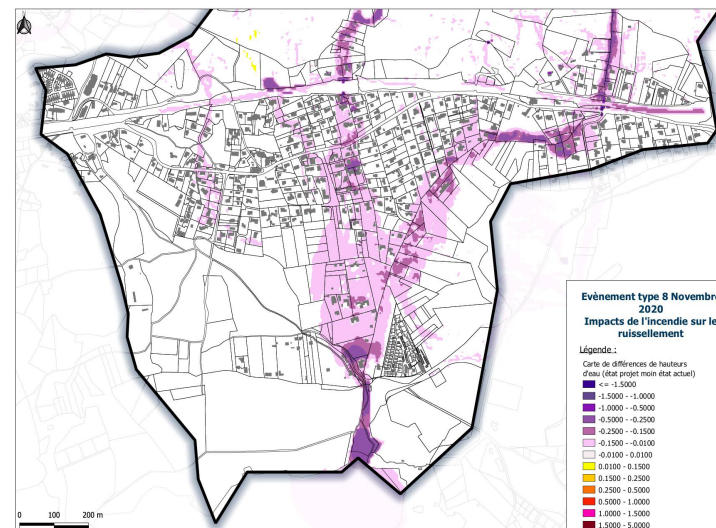 Evènement type 8 Novembre
2020
Impacts de l'incendie sur le
ruissellement
Légende :
Carte de différences de hauteurs
d'eau (état projet moin état actuel)
<= -1.5000
-1.5000 - -1.0000
-1.0000 - -0.5000
-0.5000 - -0.2500
-0.2500 - -0.1500
-0.1500 - -0.0100
-0.0100 - 0.0100
0.0100 - 0.1500
0.1500 - 0.2500
0.2500 - 0.5000
0.5000 - 1.0000
1.0000 - 1.5000
1.5000 - 5.0000
0 100 200 m